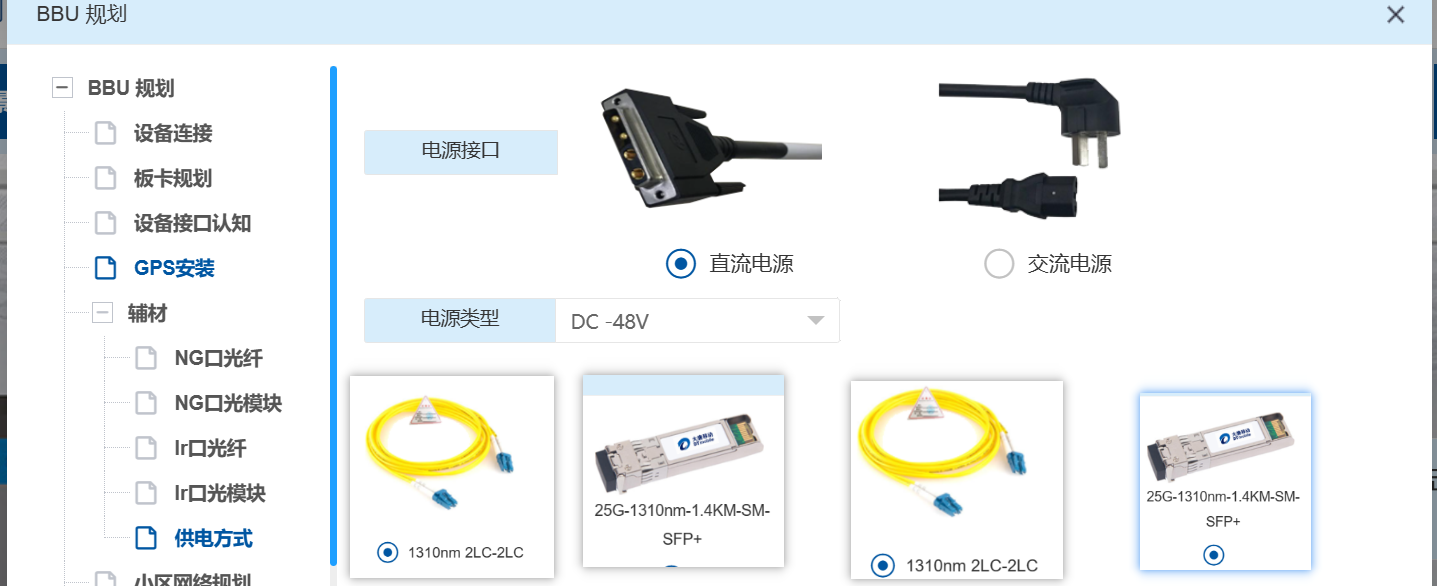 BBU 规划
BBU 规划
设备连接
板卡规划
设备接口认知
GPS安装
辅材
NG口光纤
NG口光模块
Ir口光纤
Ir口光模块
供电方式
小区网络规划
电源接口
直流电源
交流电源
电源类型
DC -48V
1310nm 2LC-2LC
25G-1310nm-1.4KM-SM-
SFP+
1310nm 2LC-2LC
25G-1310nm-1.4KM-SM-
SFP+